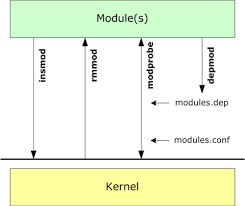 Module(s)
insmod
rmmod
modprobe
depmod
modules.dep
modules.conf
Kernel